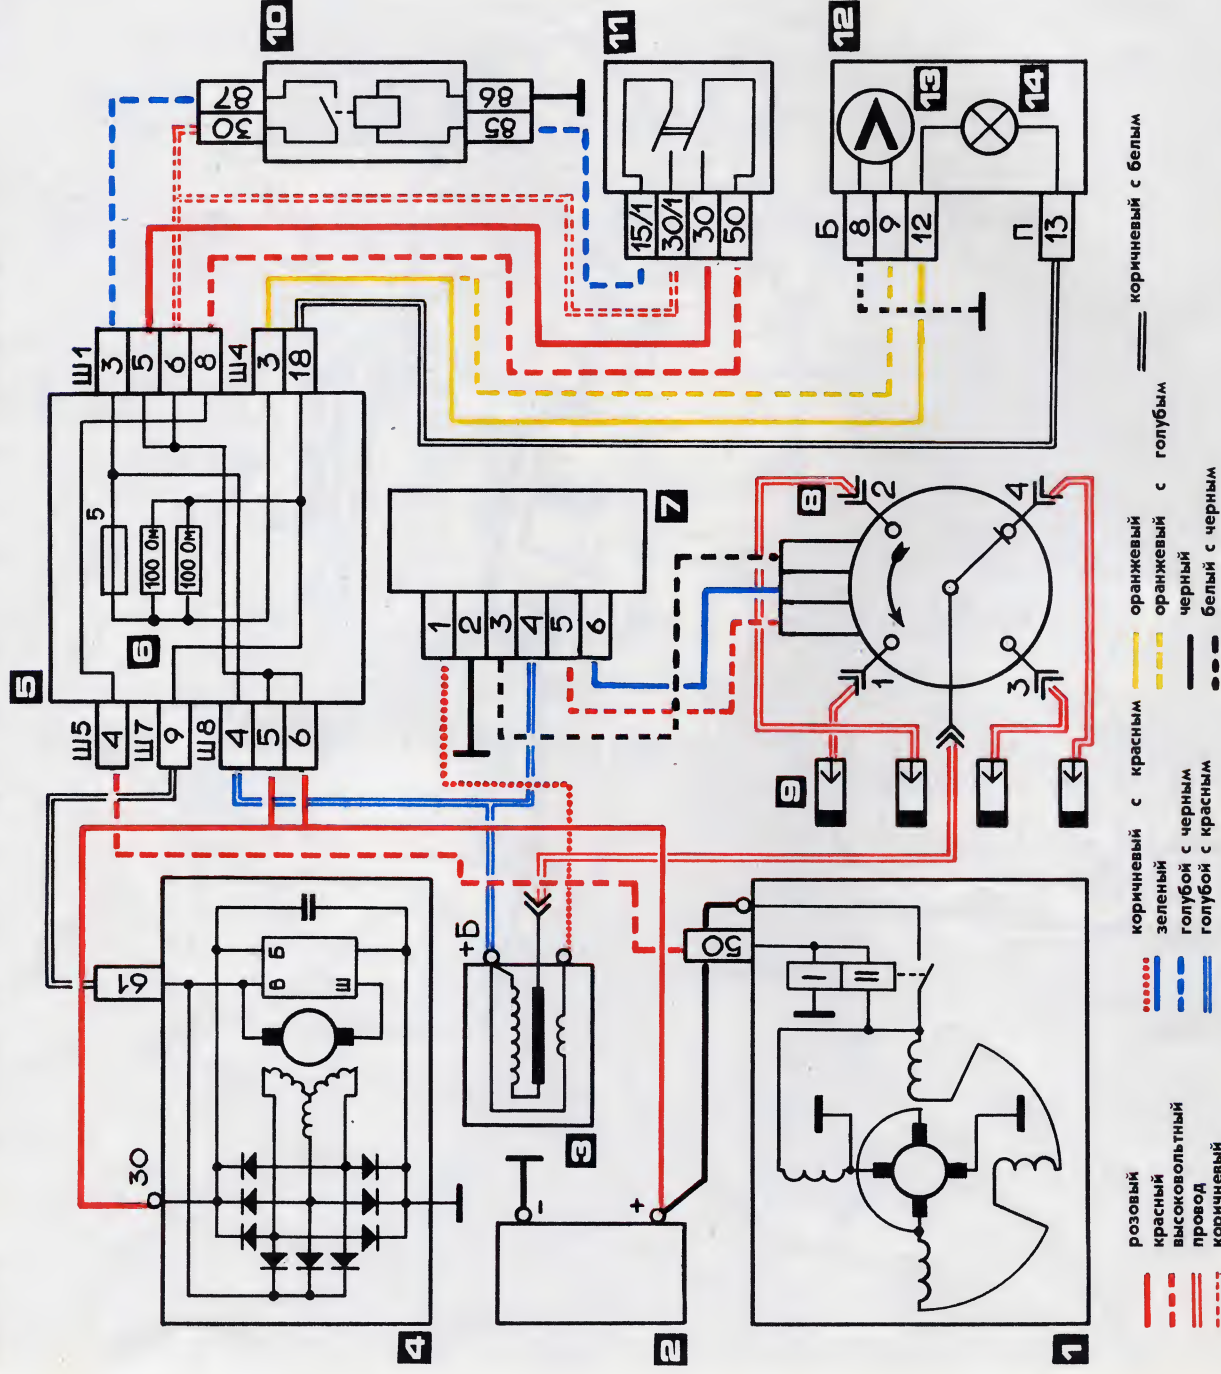 10
11
12
87
30
86
85
15/1
30/1
30
50
13
14
Б
8
9
12
П
13
Ш1
3
5
6
8
Ш4
3
18
5
5
100 Ом
100 Ом
6
Ш5
4
Ш7
9
Ш8
4
5
6
7
1
2
3
4
5
6
8
2
4
1
3
9
61
30
Б
В
Ш
4
+Б
3
-
+
2
50
I
II
1
розовый
красный
высоковольтный
провод
коричневый
коричневый с красным
зеленый
голубой с черным
голубой с красным
оранжевый
оранжевый с голубым
черный
белый с черным
коричневый с белым